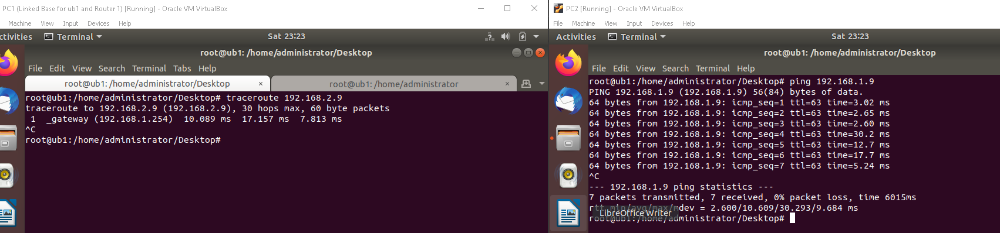 PC1 (Linked Base for ub1 and Router 1) [Running] - Oracle VM VirtualBox
Machine View Input Devices Help
ctivities Terminal Sat 23:23
root@ub1: /home/administrator/Desktop
File Edit View Search Terminal Tabs Help
root@ub1: /home/administrator/Desktop × root@ub1: /home/administrator ×
root@ub1:/home/administrator/Desktop# traceroute 192.168.2.9
traceroute to 192.168.2.9 (192.168.2.9), 30 hops max, 60 byte packets
1 _gateway (192.168.1.254) 10.089 ms 17.157 ms 7.813 ms
^C
root@ub1:/home/administrator/Desktop#
PC2 [Running] - Oracle VM VirtualBox
File Machine View Input Devices Help
Activities Terminal Sat 23:23
root@ub1: /home/administrator/Desktop
File Edit View Search Terminal Help
root@ub1:/home/administrator/Desktop# ping 192.168.1.9
PING 192.168.1.9 (192.168.1.9) 56(84) bytes of data.
64 bytes from 192.168.1.9: icmp_seq=1 ttl=63 time=3.02 ms
64 bytes from 192.168.1.9: icmp_seq=2 ttl=63 time=2.65 ms
64 bytes from 192.168.1.9: icmp_seq=3 ttl=63 time=2.60 ms
64 bytes from 192.168.1.9: icmp_seq=4 ttl=63 time=30.2 ms
64 bytes from 192.168.1.9: icmp_seq=5 ttl=63 time=12.7 ms
64 bytes from 192.168.1.9: icmp_seq=6 ttl=63 time=17.7 ms
64 bytes from 192.168.1.9: icmp_seq=7 ttl=63 time=5.24 ms
^C
--- 192.168.1.9 ping statistics ---
7 packets transmitted, 7 received, 0% packet loss, time 6015ms
rtt min/avg/max/mdev = 2.600/10.609/30.293/9.684 ms
LibreOffice Writer
root@ub1:/home/administrator/Desktop#